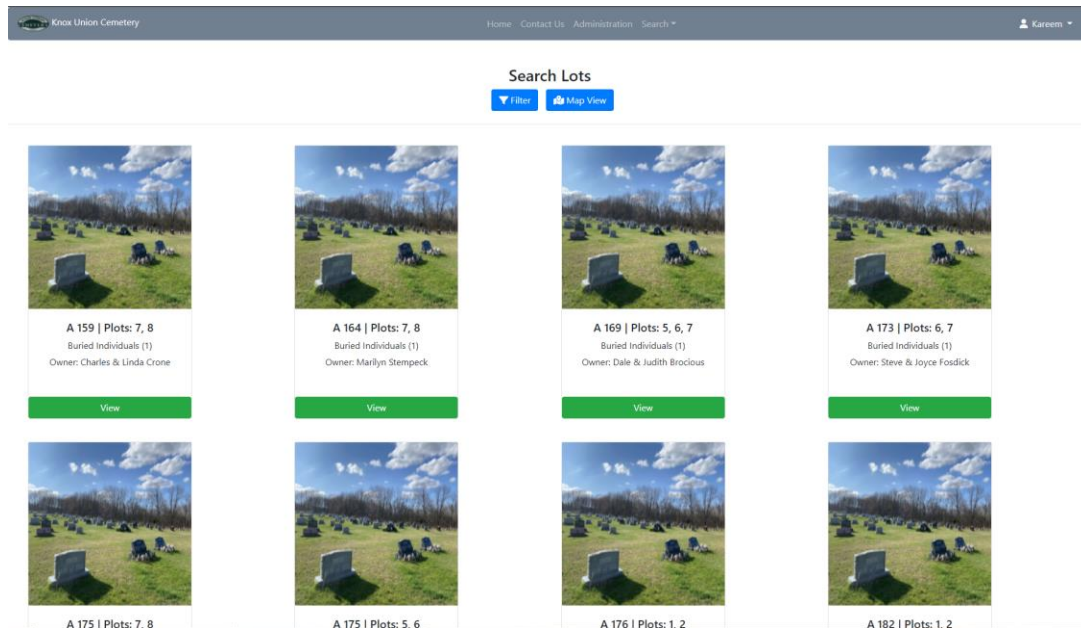 Knox Union Cemetery
Home Contact Us Administration Search
Kareem
Search Lots
Filter
Map View
A 159 | Plots: 7, 8
Buried Individuals (1)
Owner: Charles & Linda Crone
View
A 164 | Plots: 7, 8
Buried Individuals (1)
Owner: Marilyn Stempeck
View
A 169 | Plots: 5, 6, 7
Buried Individuals (1)
Owner: Dale & Judith Brocious
View
A 173 | Plots: 6, 7
Buried Individuals (1)
Owner: Steve & Joyce Fosdick
View
A 175 | Plots: 7, 8
A 175 | Plots: 5, 6
A 176 | Plots: 1, 2
A 182 | Plots: 1, 2